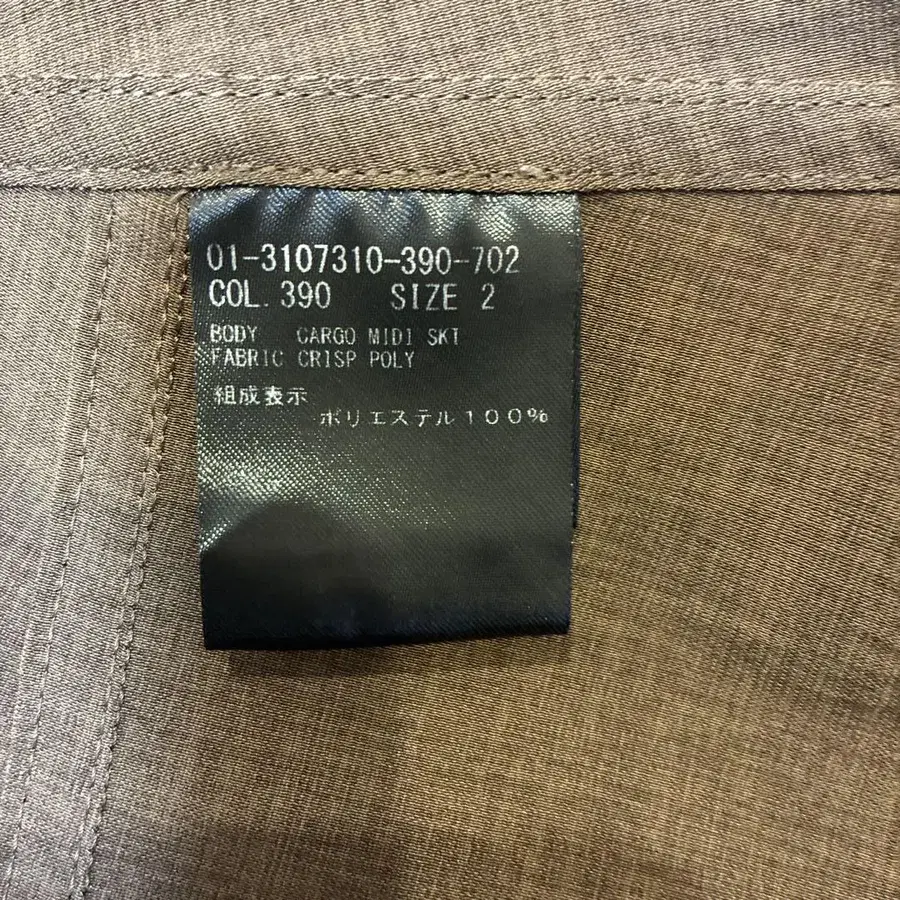 01-3107310-390-702
COL. 390 SIZE 2
BODY CARGO MIDI SKT
FABRIC CRISP POLY
組成表示
ポリエステル100%